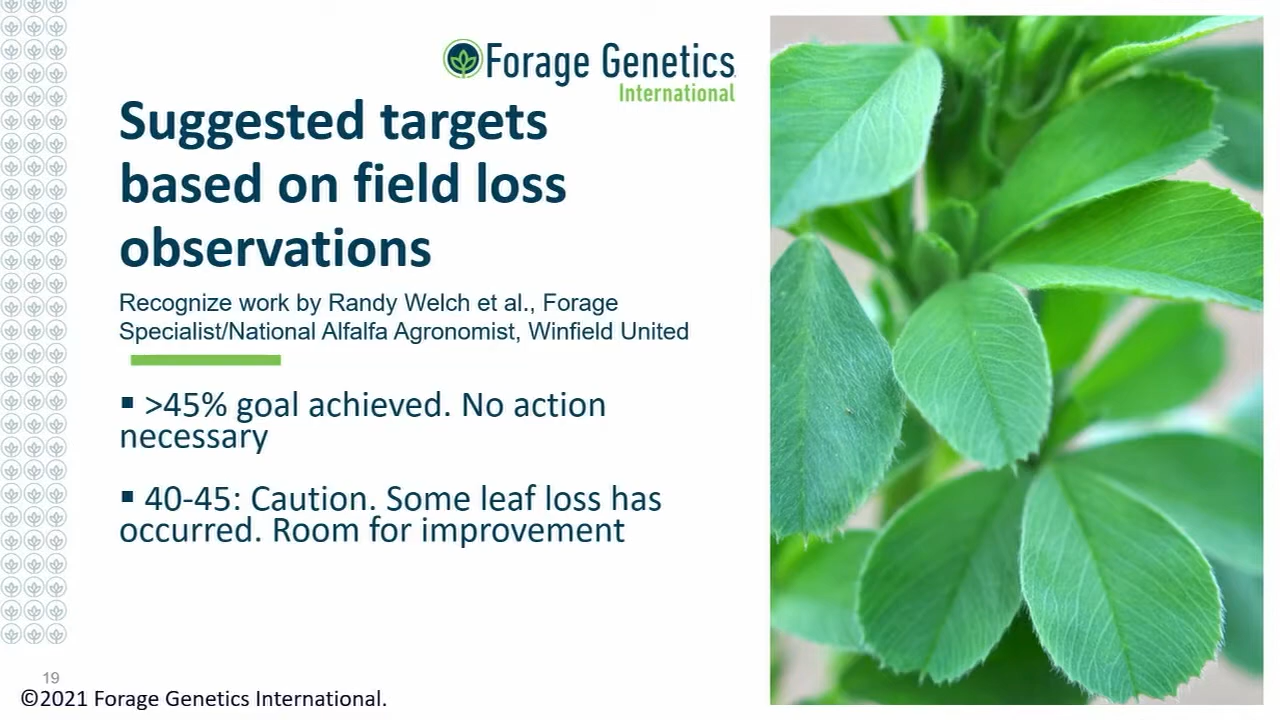 Forage Genetics
International
Suggested targets
based on field loss
observations
Recognize work by Randy Welch et al., Forage
Specialist/National Alfalfa Agronomist, Winfield United
▪ >45% goal achieved. No action
necessary
▪ 40-45: Caution. Some leaf loss has
occurred. Room for improvement
19
©2021 Forage Genetics International.